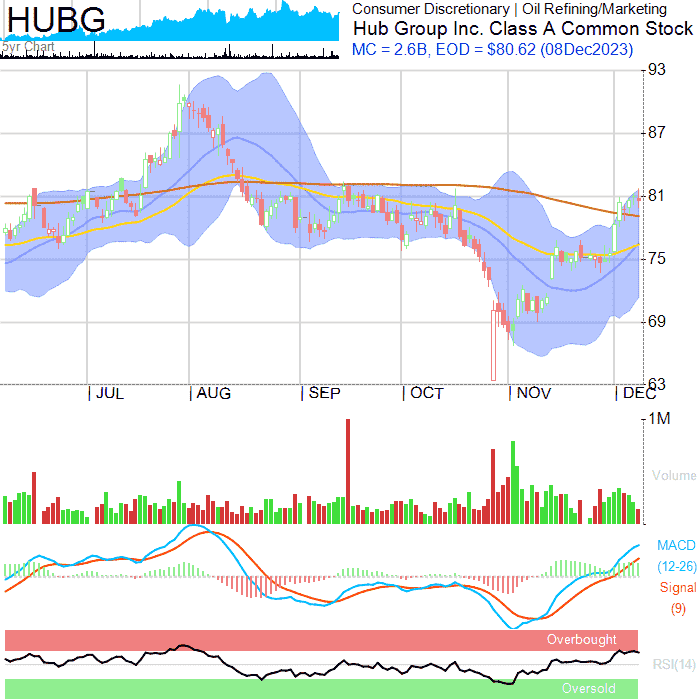 HUBG
5yr Chart
Consumer Discretionary | Oil Refining/Marketing
Hub Group Inc. Class A Common Stock
MC = 2.6B, EOD = $80.62 (08Dec2023)
93
87
81
75
69
63
JUL
AUG
SEP
OCT
NOV
DEC
1M
Volume
MACD
(12-26)
Signal
(9)
Overbought
RSI(14)
Oversold